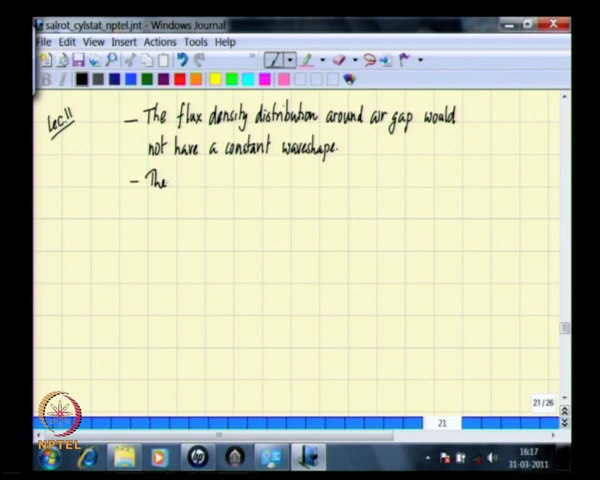 salrot_cylstat_nptel.jnt - Windows Journal
File Edit View Insert Actions Tools Help
Lec.11
– The flux density distribution around air gap would
not have a constant waveshape.
– The
21/26
21
NPTEL
16:17
31-03-2011